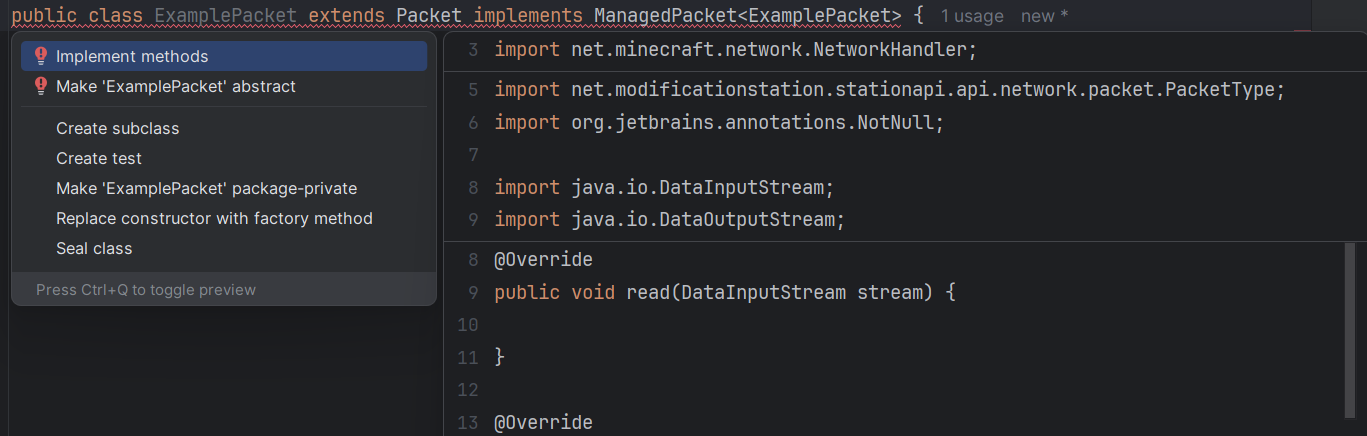 public class ExamplePacket extends Packet implements ManagedPacket<ExamplePacket> { 1 usage new *
Implement methods
Make 'ExamplePacket' abstract
Create subclass
Create test
Make 'ExamplePacket' package-private
Replace constructor with factory method
Seal class
Press Ctrl+Q to toggle preview
3 import net.minecraft.network.NetworkHandler;
5 import net.modificationstation.stationapi.api.network.packet.PacketType;
6 import org.jetbrains.annotations.NotNull;
7
8 import java.io.DataInputStream;
9 import java.io.DataOutputStream;
8 @Override
9 public void read(DataInputStream stream) {
10
11 }
12
13 @Override